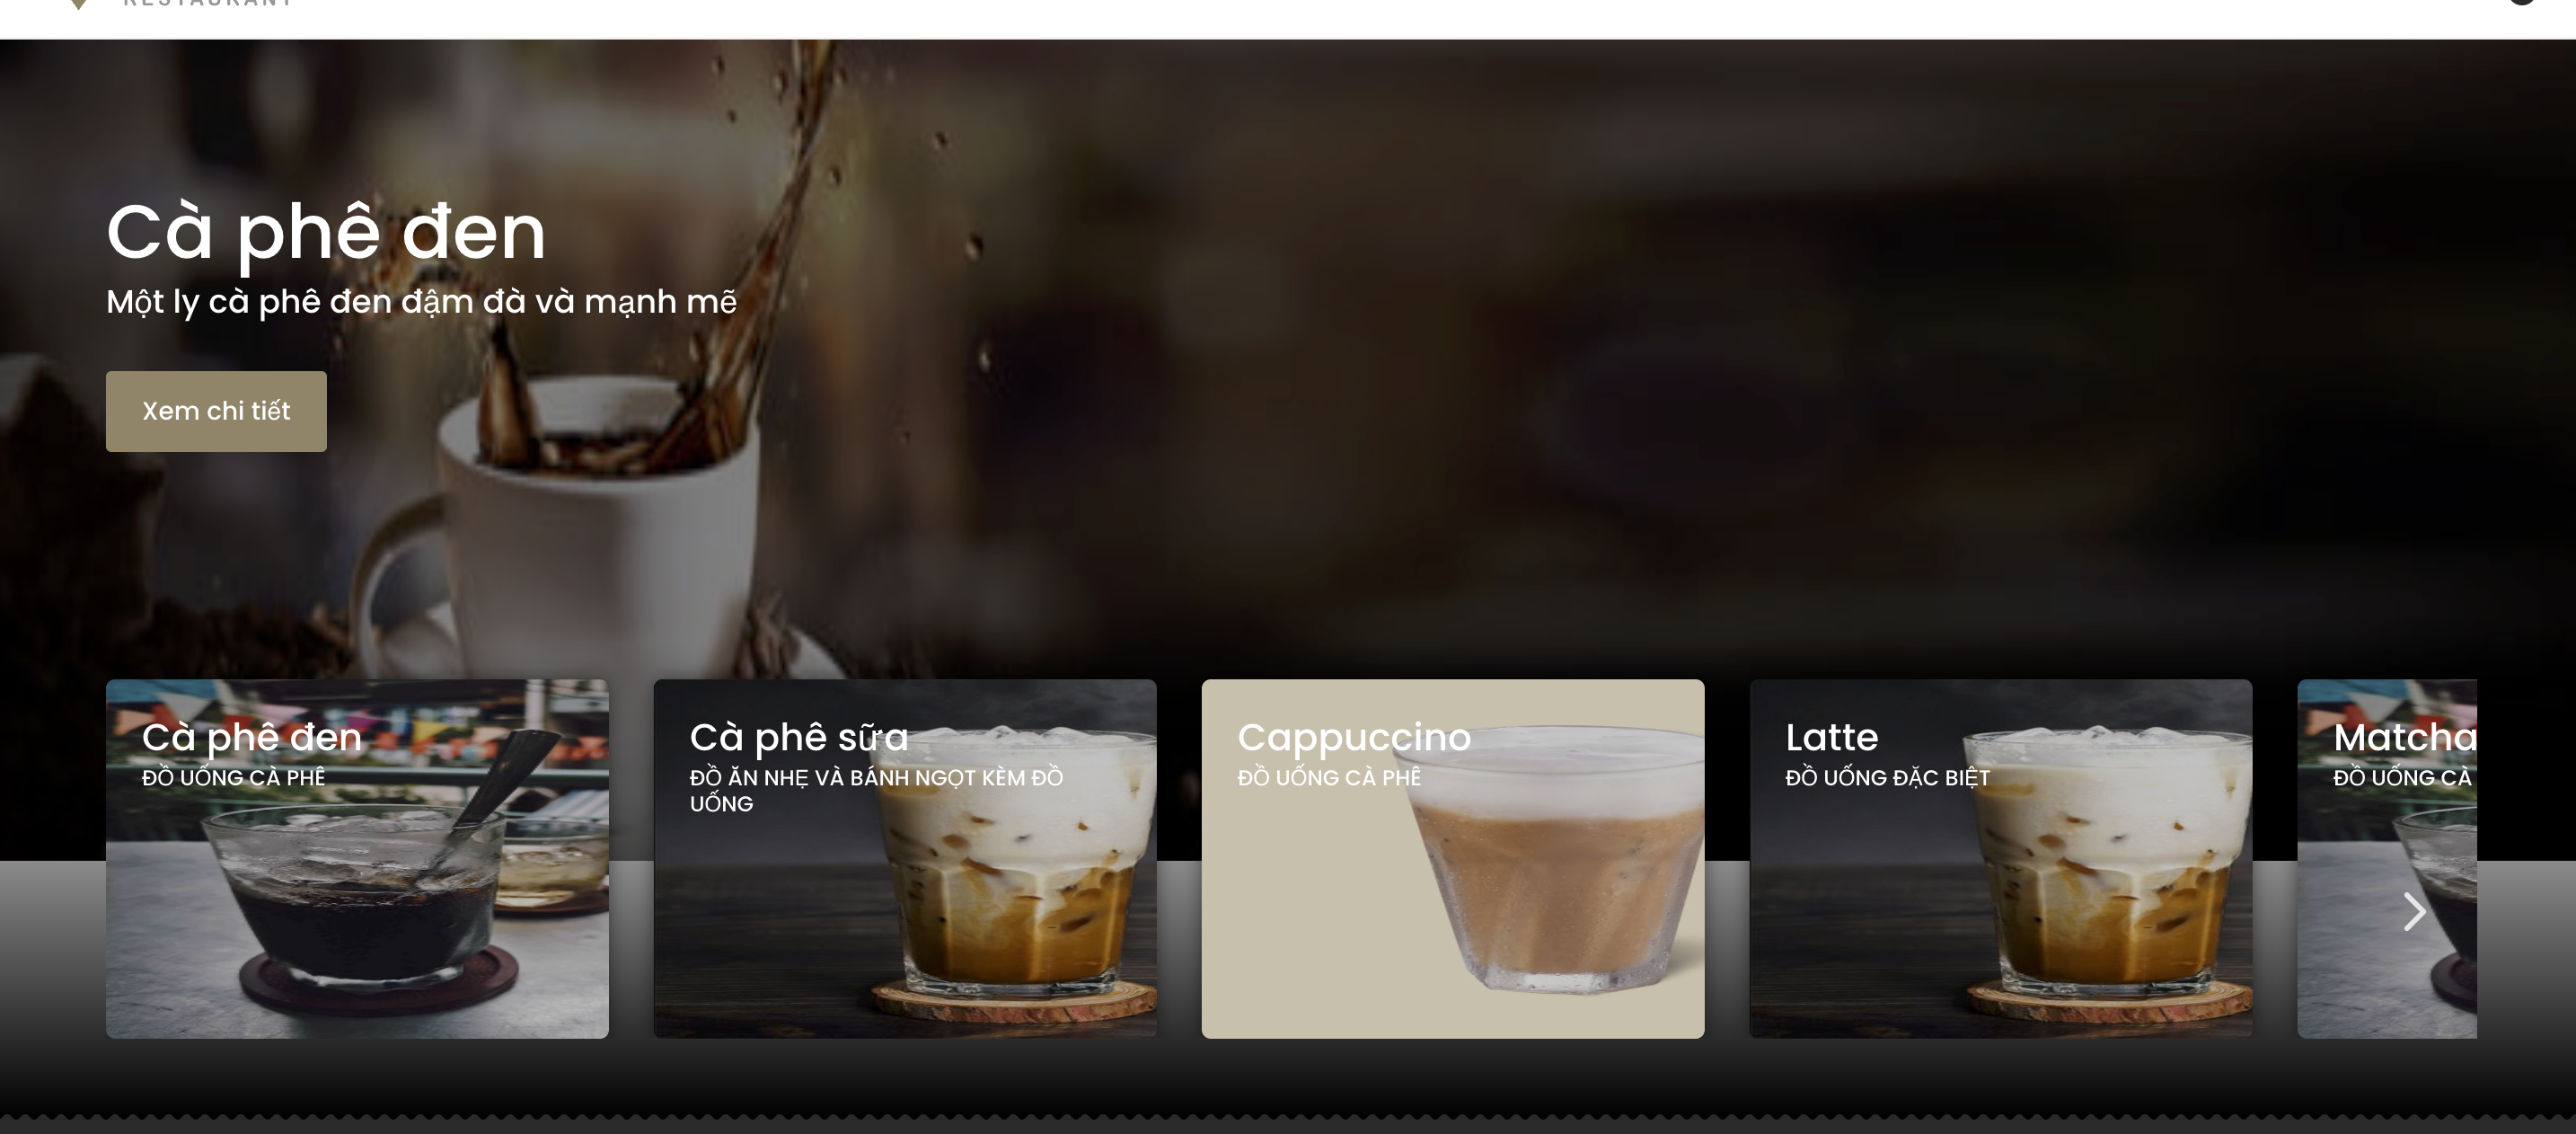 RESTAURANT
Cà phê đen
Một ly cà phê đen đậm đà và mạnh mẽ
Xem chi tiết
Cà phê đen
ĐỒ UỐNG CÀ PHÊ
Cà phê sữa
ĐỒ ĂN NHẸ VÀ BÁNH NGỌT KÈM ĐỒ
UỐNG
Cappuccino
ĐỒ UỐNG CÀ PHÊ
Latte
ĐỒ UỐNG ĐẶC BIỆT
Matcha
ĐỒ UỐNG CÀ